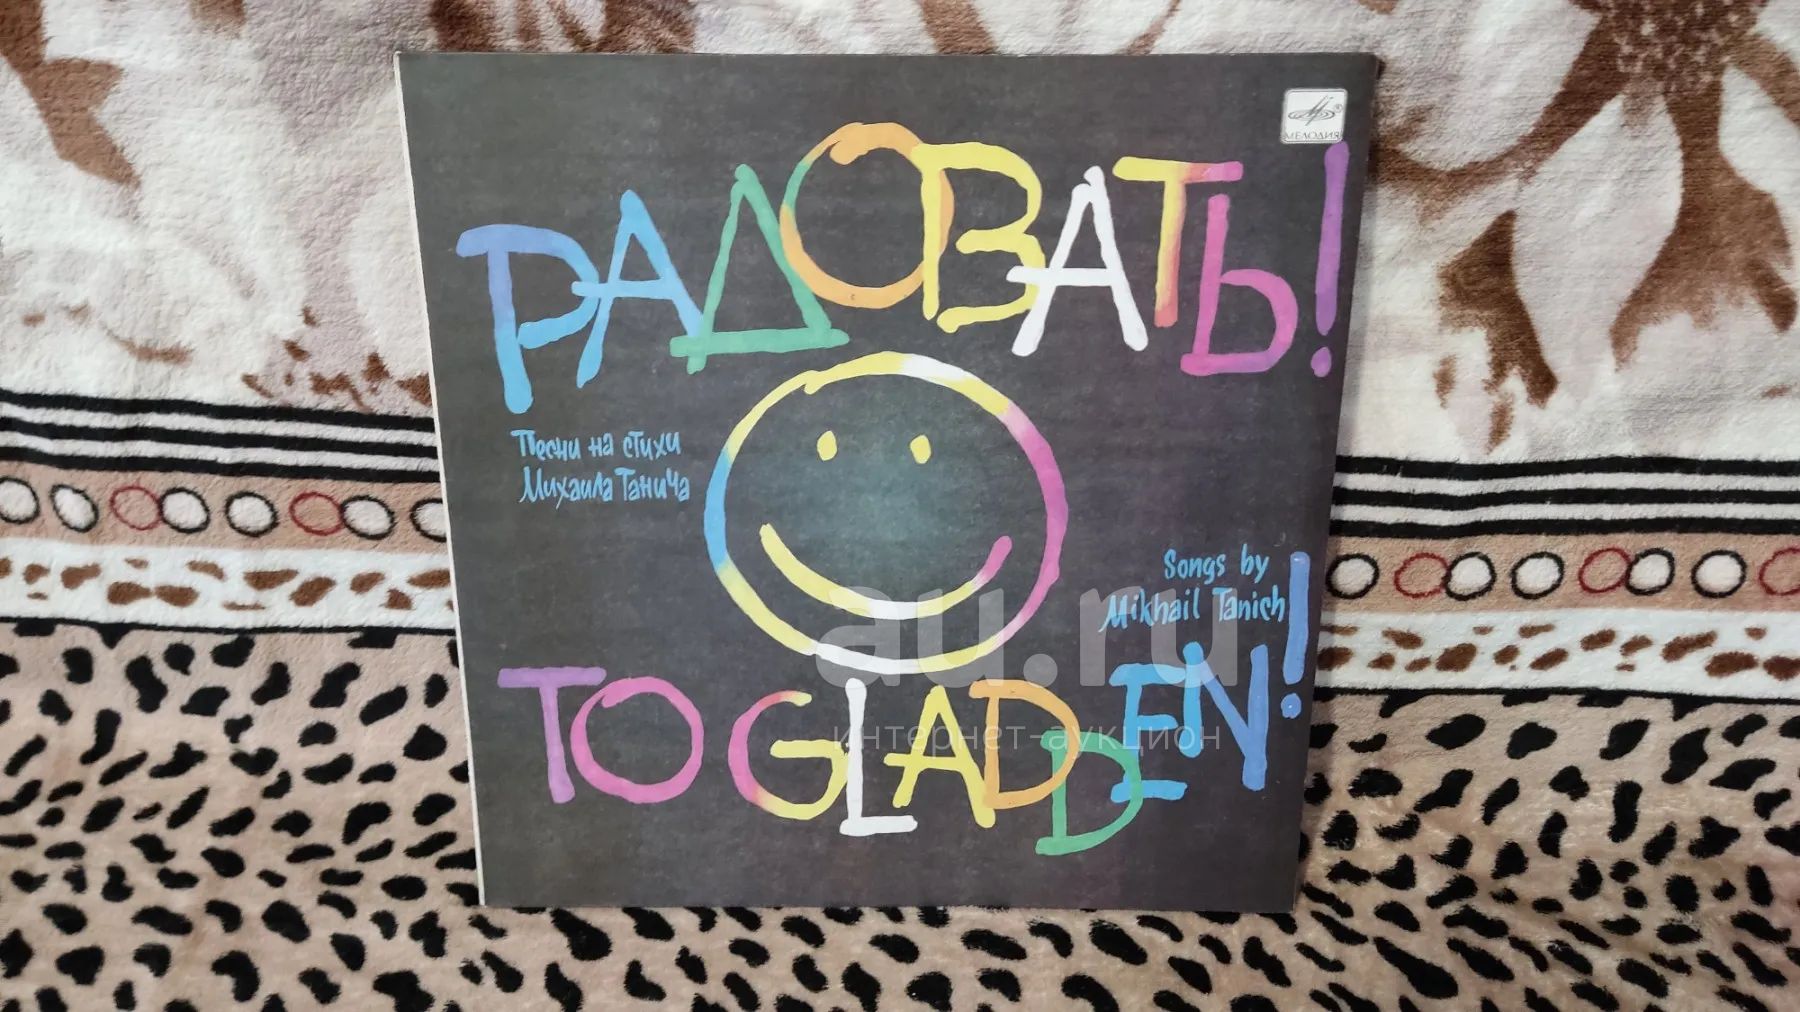 МЕЛОДИЯ
РАДОВАТЬ!
Песни на стихи
Михаила Танича
Songs by
Mikhail Tanich
TO GLADDEN!
au.ru
интернет-аукцион